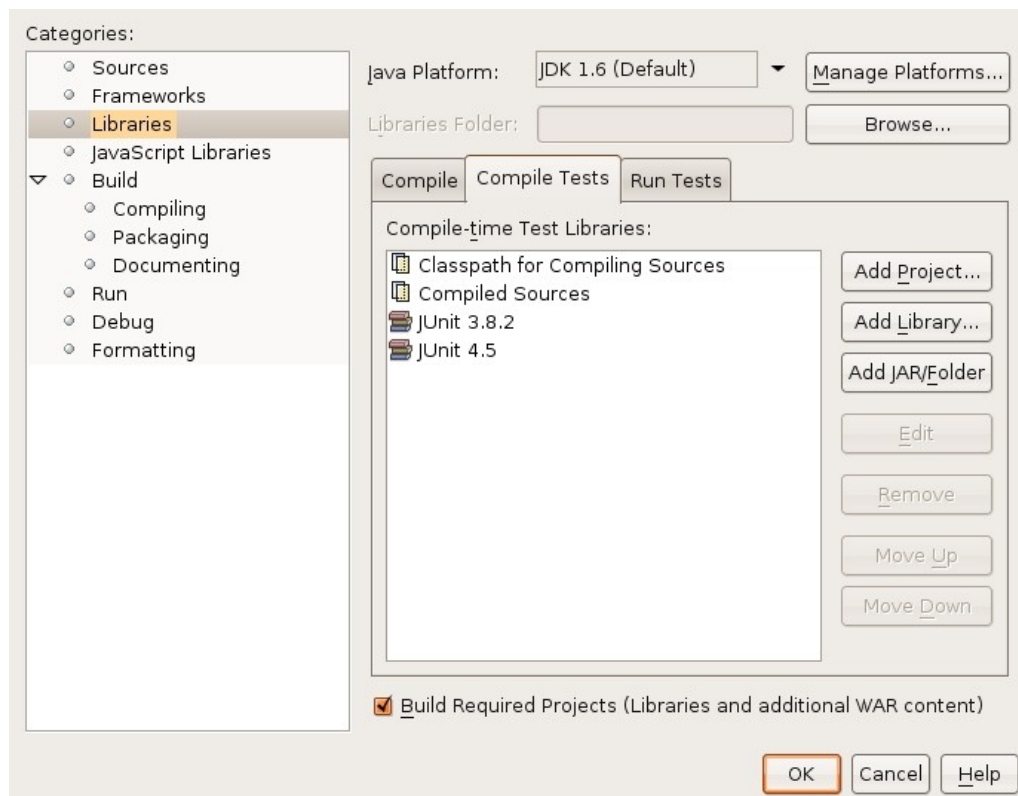 Categories:
Sources
Frameworks
Libraries
JavaScript Libraries
Build
Compiling
Packaging
Documenting
Run
Debug
Formatting
Java Platform: JDK 1.6 (Default) Manage Platforms...
Libraries Folder: Browse...
Compile Compile Tests Run Tests
Compile-time Test Libraries:
Classpath for Compiling Sources
Compiled Sources
JUnit 3.8.2
JUnit 4.5
Add Project...
Add Library...
Add JAR/Folder
Edit
Remove
Move Up
Move Down
Build Required Projects (Libraries and additional WAR content)
OK Cancel Help